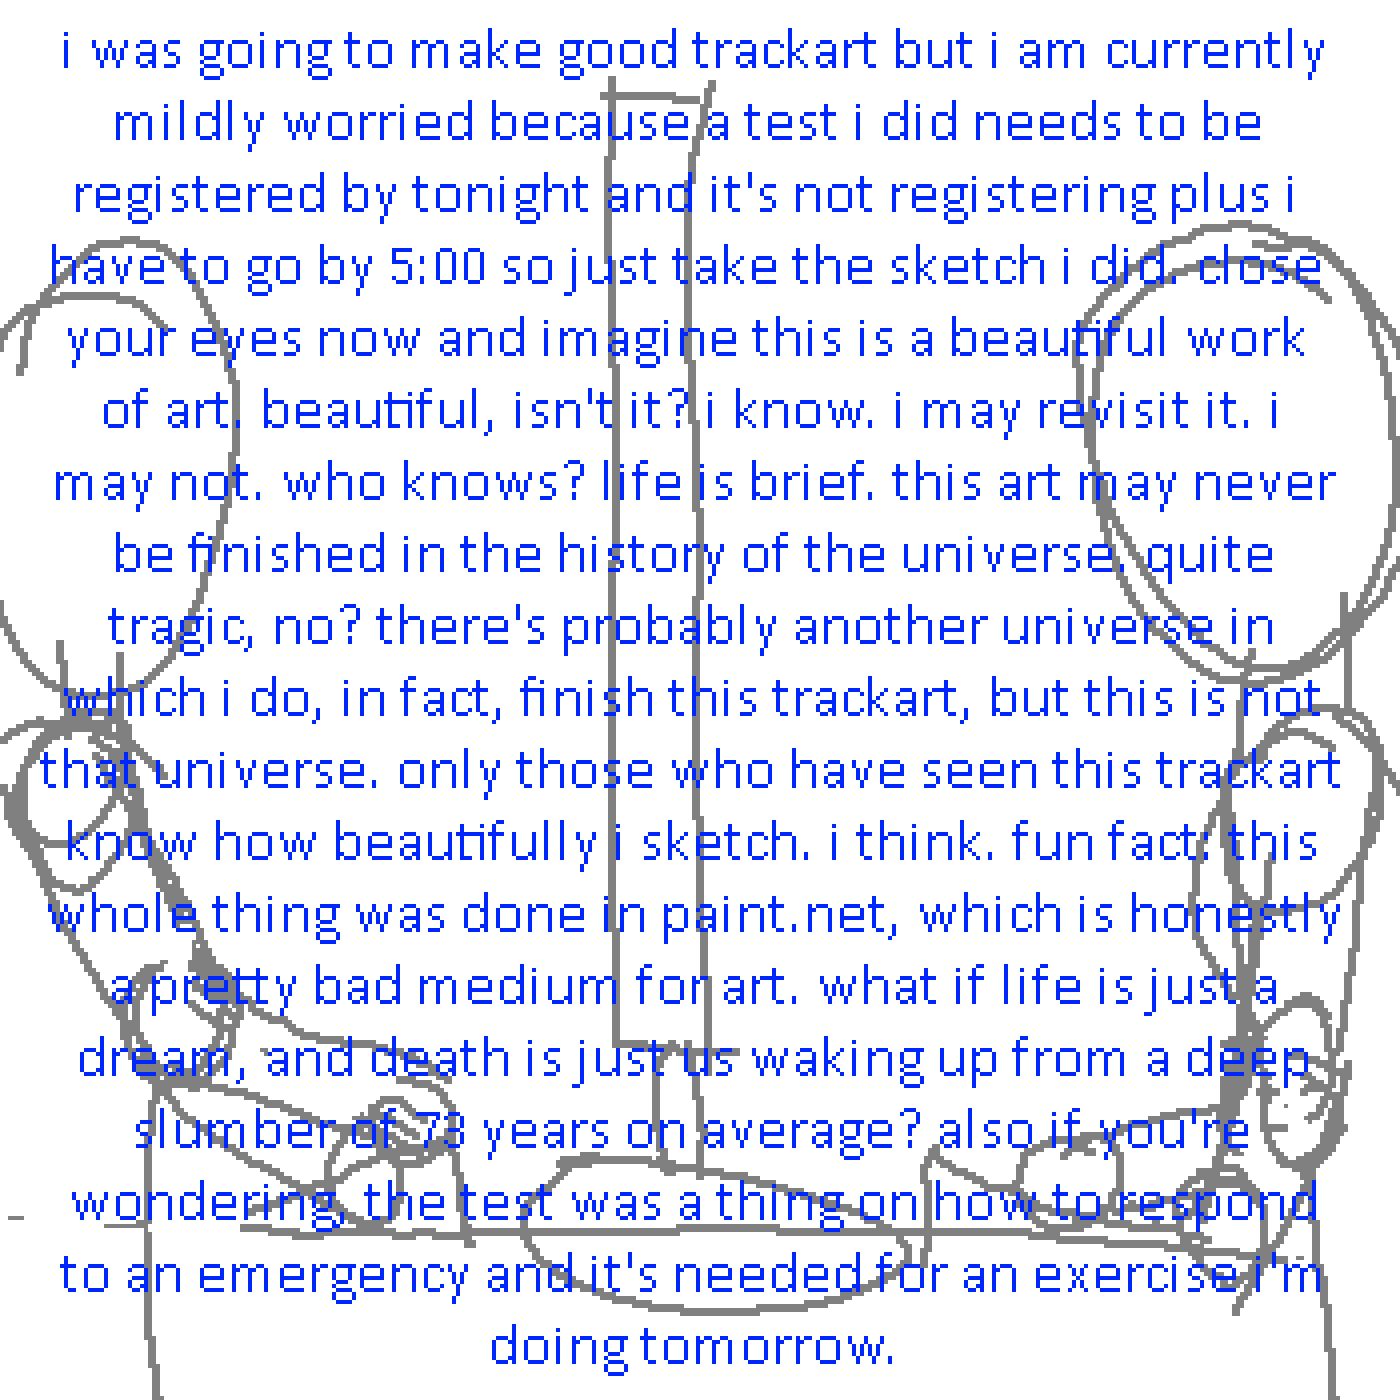 i was going to make good trackart but i am currently
mildly worried because a test i did needs to be
registered by tonight and it's not registering plus i
have to go by 5:00 so just take the sketch i did. close
your eyes now and imagine this is a beautiful work
of art. beautiful, isn't it? i know. i may revisit it. i
may not. who knows? life is brief. this art may never
be finished in the history of the universe. quite
tragic, no? there's probably another universe in
which i do, in fact, finish this trackart, but this is not
that universe. only those who have seen this trackart
know how beautifully i sketch. i think. fun fact: this
whole thing was done in paint.net, which is honestly
a pretty bad medium for art. what if life is just a
dream, and death is just us waking up from a deep
slumber of 73 years on average? also if you're
wondering, the test was a thing on how to respond
to an emergency and it's needed for an exercise i'm
doing tomorrow.